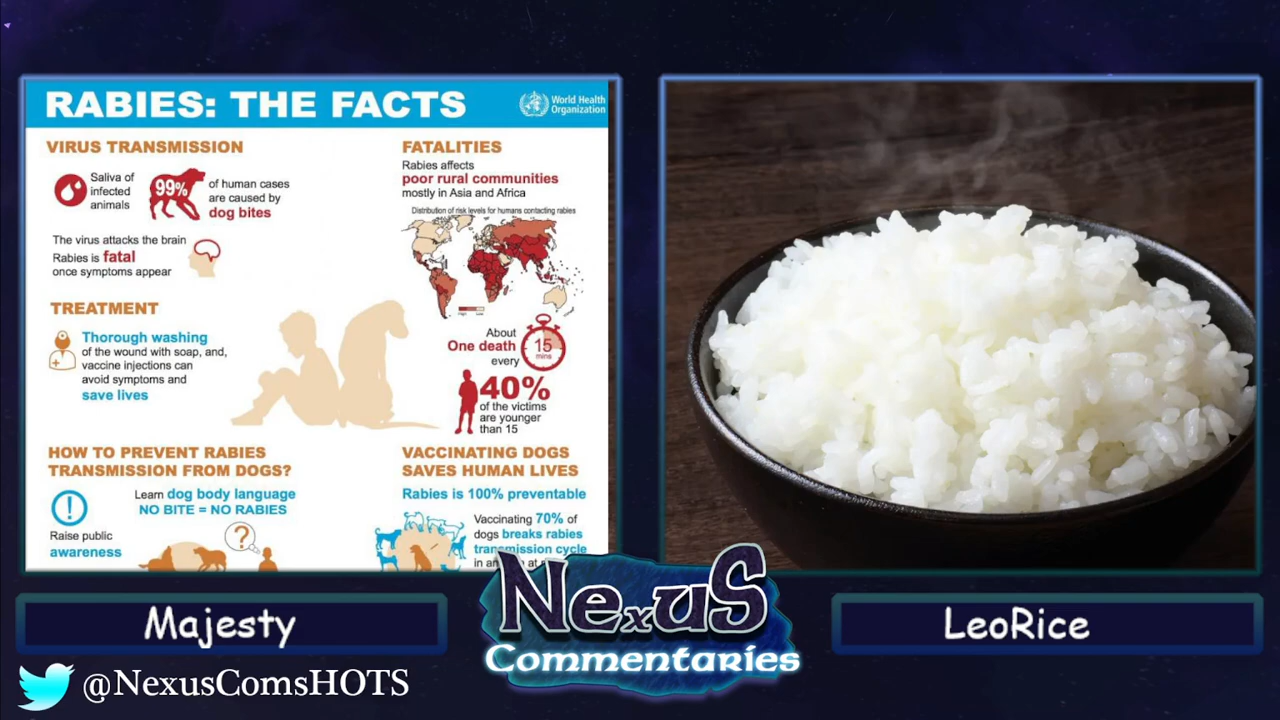 RABIES: THE FACTS
World Health
Organization
VIRUS TRANSMISSION
Saliva of
infected
animals
99%
of human cases
are caused by
dog bites
The virus attacks the brain
Rabies is fatal
once symptoms appear
FATALITIES
Rabies affects
poor rural communities
mostly in Asia and Africa
Distribution of risk levels for humans contacting rabies
High
Low
TREATMENT
Thorough washing
of the wound with soap, and,
vaccine injections can
avoid symptoms and
save lives
About
One death
every
15
mins
40%
of the victims
are younger
than 15
HOW TO PREVENT RABIES
TRANSMISSION FROM DOGS?
Learn dog body language
NO BITE = NO RABIES
!
Raise public
awareness
?
VACCINATING DOGS
SAVES HUMAN LIVES
Rabies is 100% preventable
Vaccinating 70% of
dogs breaks rabies
transmission cycle
in an at
Majesty
NexuS
Commentaries
LeoRice
@NexusComsHOTS